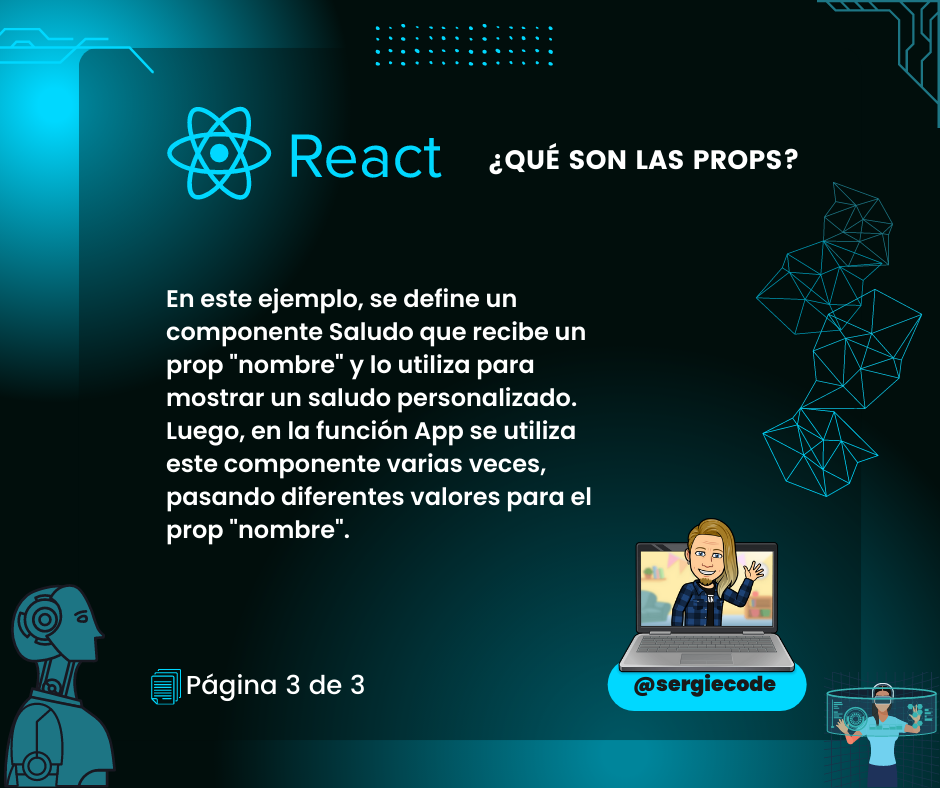 React
¿QUÉ SON LAS PROPS?
En este ejemplo, se define un
componente Saludo que recibe un
prop "nombre" y lo utiliza para
mostrar un saludo personalizado.
Luego, en la función App se utiliza
este componente varias veces,
pasando diferentes valores para el
prop "nombre".
Página 3 de 3
@sergiecode